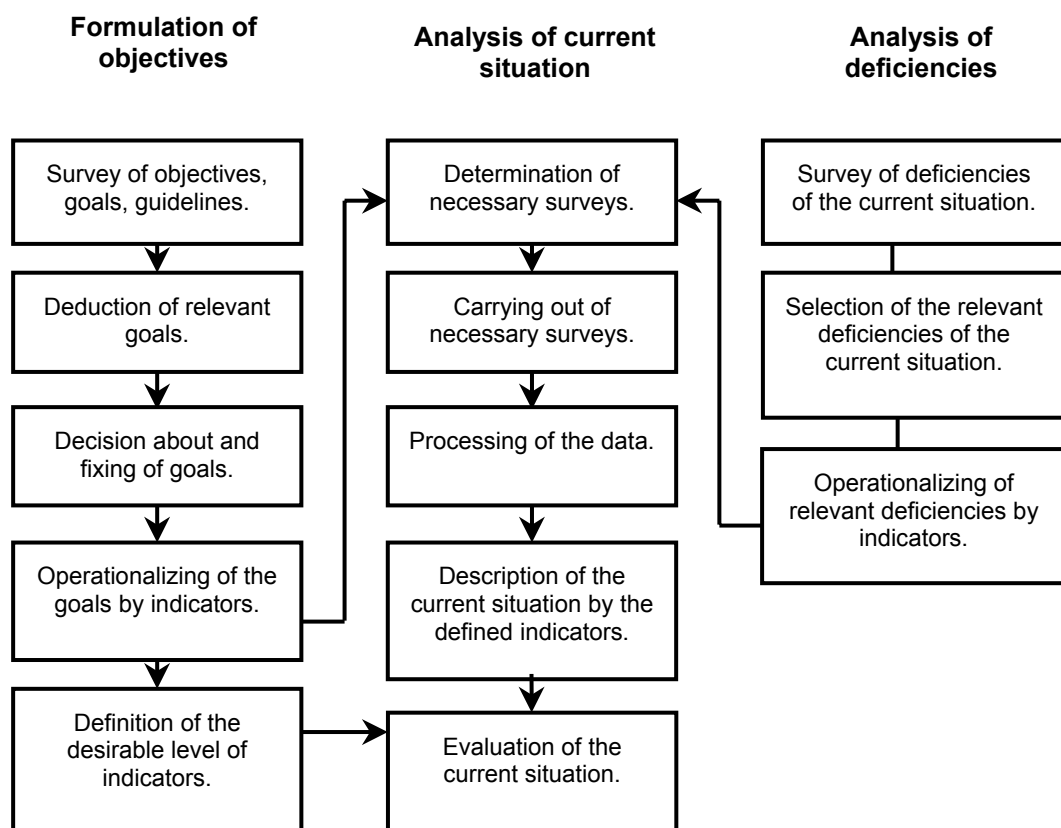 Formulation of
objectives
Analysis of current
situation
Analysis of
deficiencies
Survey of objectives,
goals, guidelines.
Deduction of relevant
goals.
Decision about and
fixing of goals.
Operationalizing of the
goals by indicators.
Definition of the
desirable level of
indicators.
Determination of
necessary surveys.
Carrying out of
necessary surveys.
Processing of the data.
Description of the
current situation by the
defined indicators.
Evaluation of the
current situation.
Survey of deficiencies
of the current situation.
Selection of the relevant
deficiencies of the
current situation.
Operationalizing of
relevant deficiencies by
indicators.